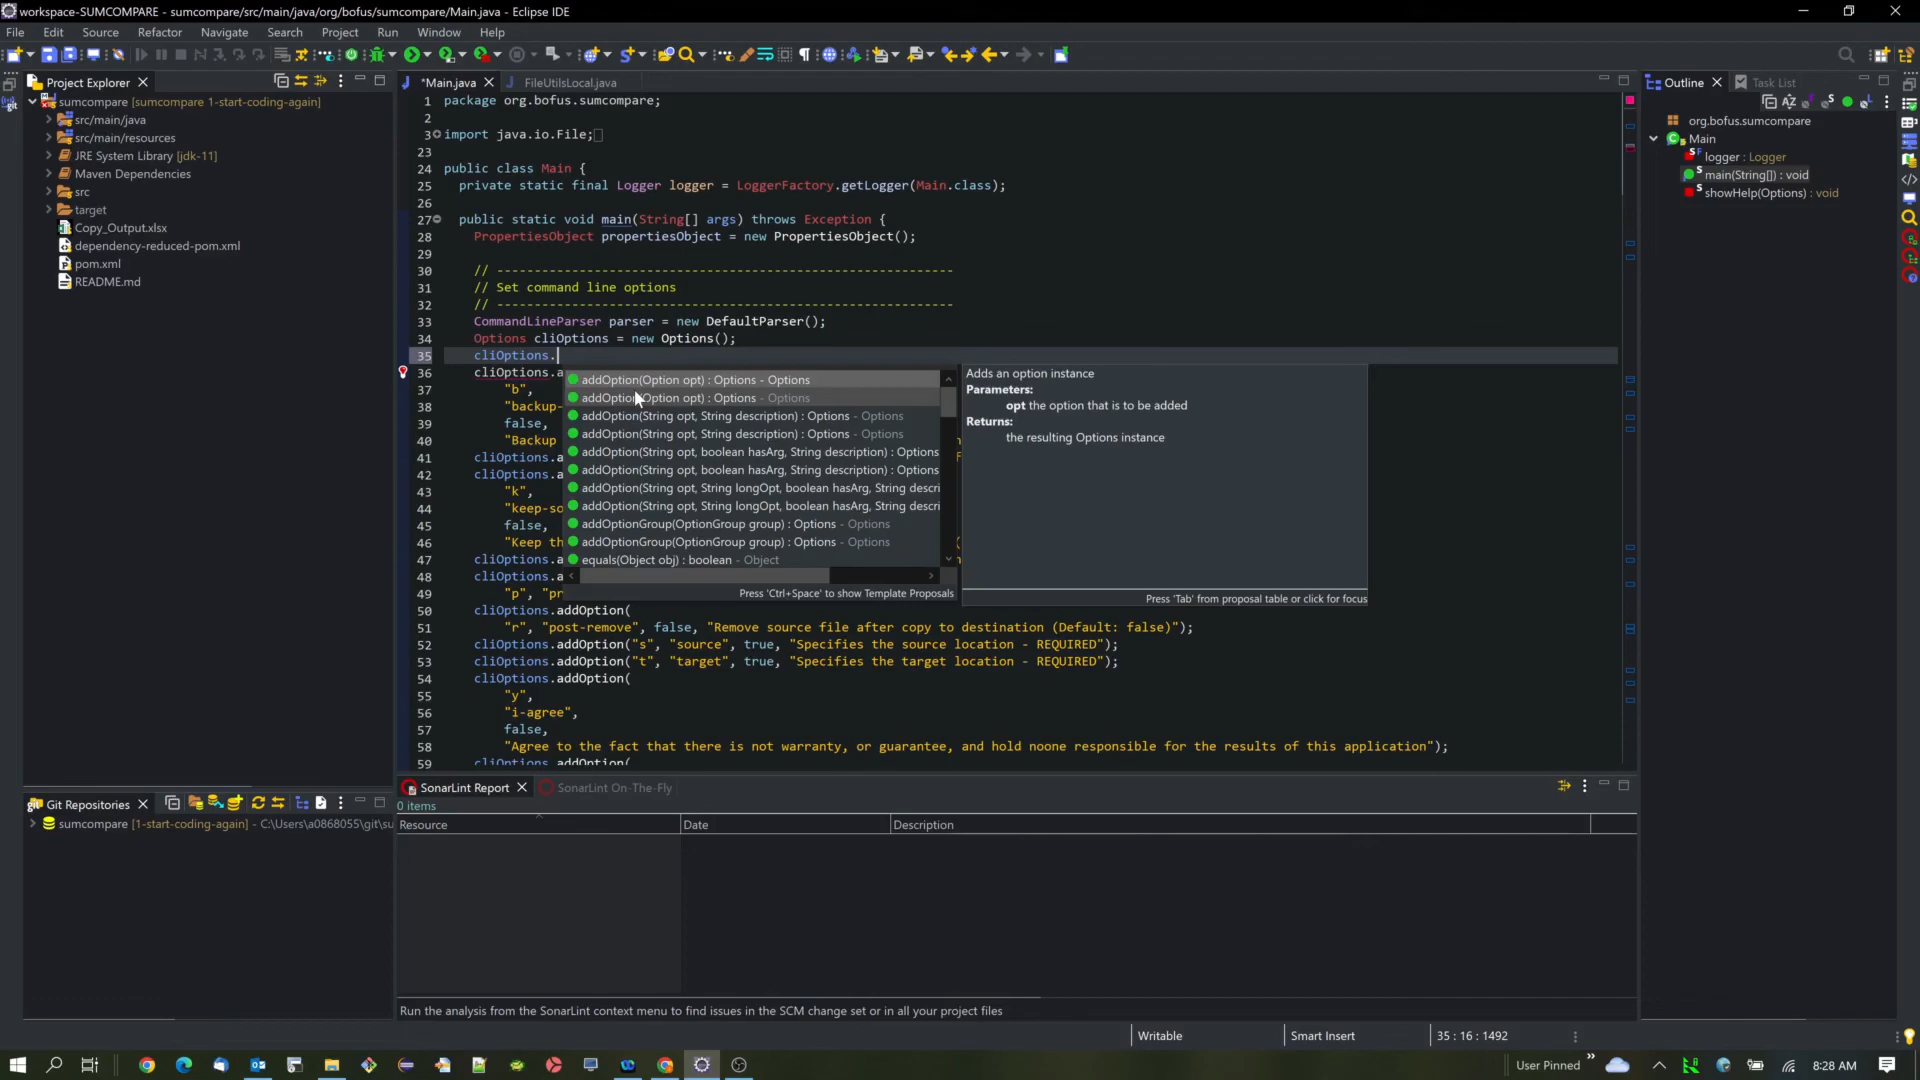 workspace-SUMCOMPARE - sumcompare/src/main/java/org/bofus/sumcompare/Main.java - Eclipse IDE
File Edit Source Refactor Navigate Search Project Run Window Help
Project Explorer
sumcompare [sumcompare 1-start-coding-again]
src/main/java
src/main/resources
JRE System Library [jdk-11]
Maven Dependencies
src
target
Copy_Output.xlsx
dependency-reduced-pom.xml
pom.xml
README.md
*Main.java FileUtilsLocal.java
1 package org.bofus.sumcompare;
2
3 import java.io.File;
23
24 public class Main {
25 private static final Logger logger = LoggerFactory.getLogger(Main.class);
26
27 public static void main(String[] args) throws Exception {
28 PropertiesObject propertiesObject = new PropertiesObject();
29
30 // -------------------------------------------------------------
31 // Set command line options
32 // -------------------------------------------------------------
33 CommandLineParser parser = new DefaultParser();
34 Options cliOptions = new Options();
35 cliOptions.
36 cliOptions.a
37 "b",
38 "backup-
39 false,
40 "Backup
41 cliOptions.a
42 cliOptions.a
43 "k",
44 "keep-so
45 false,
46 "Keep th
47 cliOptions.a
48 cliOptions.a
49 "p", "pr
50 cliOptions.addOption(
51 "r", "post-remove", false, "Remove source file after copy to destination (Default: false)");
52 cliOptions.addOption("s", "source", true, "Specifies the source location - REQUIRED");
53 cliOptions.addOption("t", "target", true, "Specifies the target location - REQUIRED");
54 cliOptions.addOption(
55 "y",
56 "i-agree",
57 false,
58 "Agree to the fact that there is not warranty, or guarantee, and hold noone responsible for the results of this application");
59 cliOptions.addOption(
addOption(Option opt) : Options - Options
addOption(Option opt) : Options - Options
addOption(String opt, String description) : Options - Options
addOption(String opt, String description) : Options - Options
addOption(String opt, boolean hasArg, String description) : Options
addOption(String opt, boolean hasArg, String description) : Options
addOption(String opt, String longOpt, boolean hasArg, String descri
addOption(String opt, String longOpt, boolean hasArg, String descri
addOptionGroup(OptionGroup group) : Options - Options
addOptionGroup(OptionGroup group) : Options - Options
equals(Object obj) : boolean - Object
Press 'Ctrl+Space' to show Template Proposals
Adds an option instance
Parameters:
opt the option that is to be added
Returns:
the resulting Options instance
Press 'Tab' from proposal table or click for focus
Outline Task List
org.bofus.sumcompare
Main
logger : Logger
main(String[]) : void
showHelp(Options) : void
Git Repositories
sumcompare [1-start-coding-again] - C:\Users\a0868055\git\su
SonarLint Report SonarLint On-The-Fly
0 items
Resource Date Description
Run the analysis from the SonarLint context menu to find issues in the SCM change set or in all your project files
Writable Smart Insert 35 : 16 : 1492
User Pinned 8:28 AM